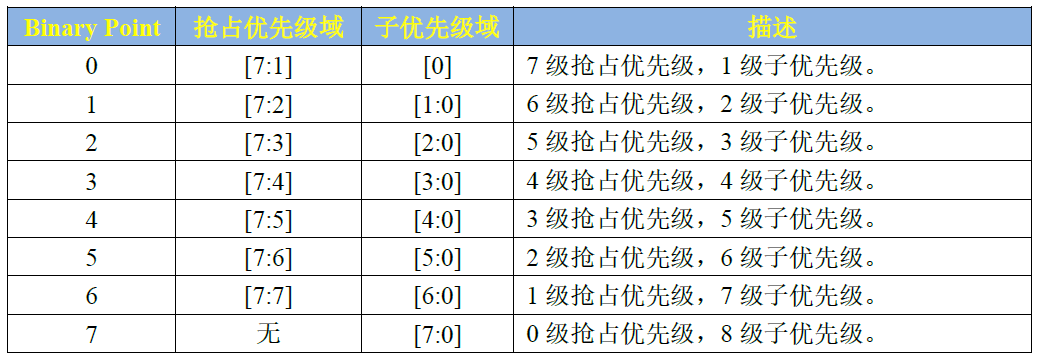 Binary Point 抢占优先级域 子优先级域 描述
0 [7:1] [0] 7 级抢占优先级，1 级子优先级。
1 [7:2] [1:0] 6 级抢占优先级，2 级子优先级。
2 [7:3] [2:0] 5 级抢占优先级，3 级子优先级。
3 [7:4] [3:0] 4 级抢占优先级，4 级子优先级。
4 [7:5] [4:0] 3 级抢占优先级，5 级子优先级。
5 [7:6] [5:0] 2 级抢占优先级，6 级子优先级。
6 [7:7] [6:0] 1 级抢占优先级，7 级子优先级。
7 无 [7:0] 0 级抢占优先级，8 级子优先级。